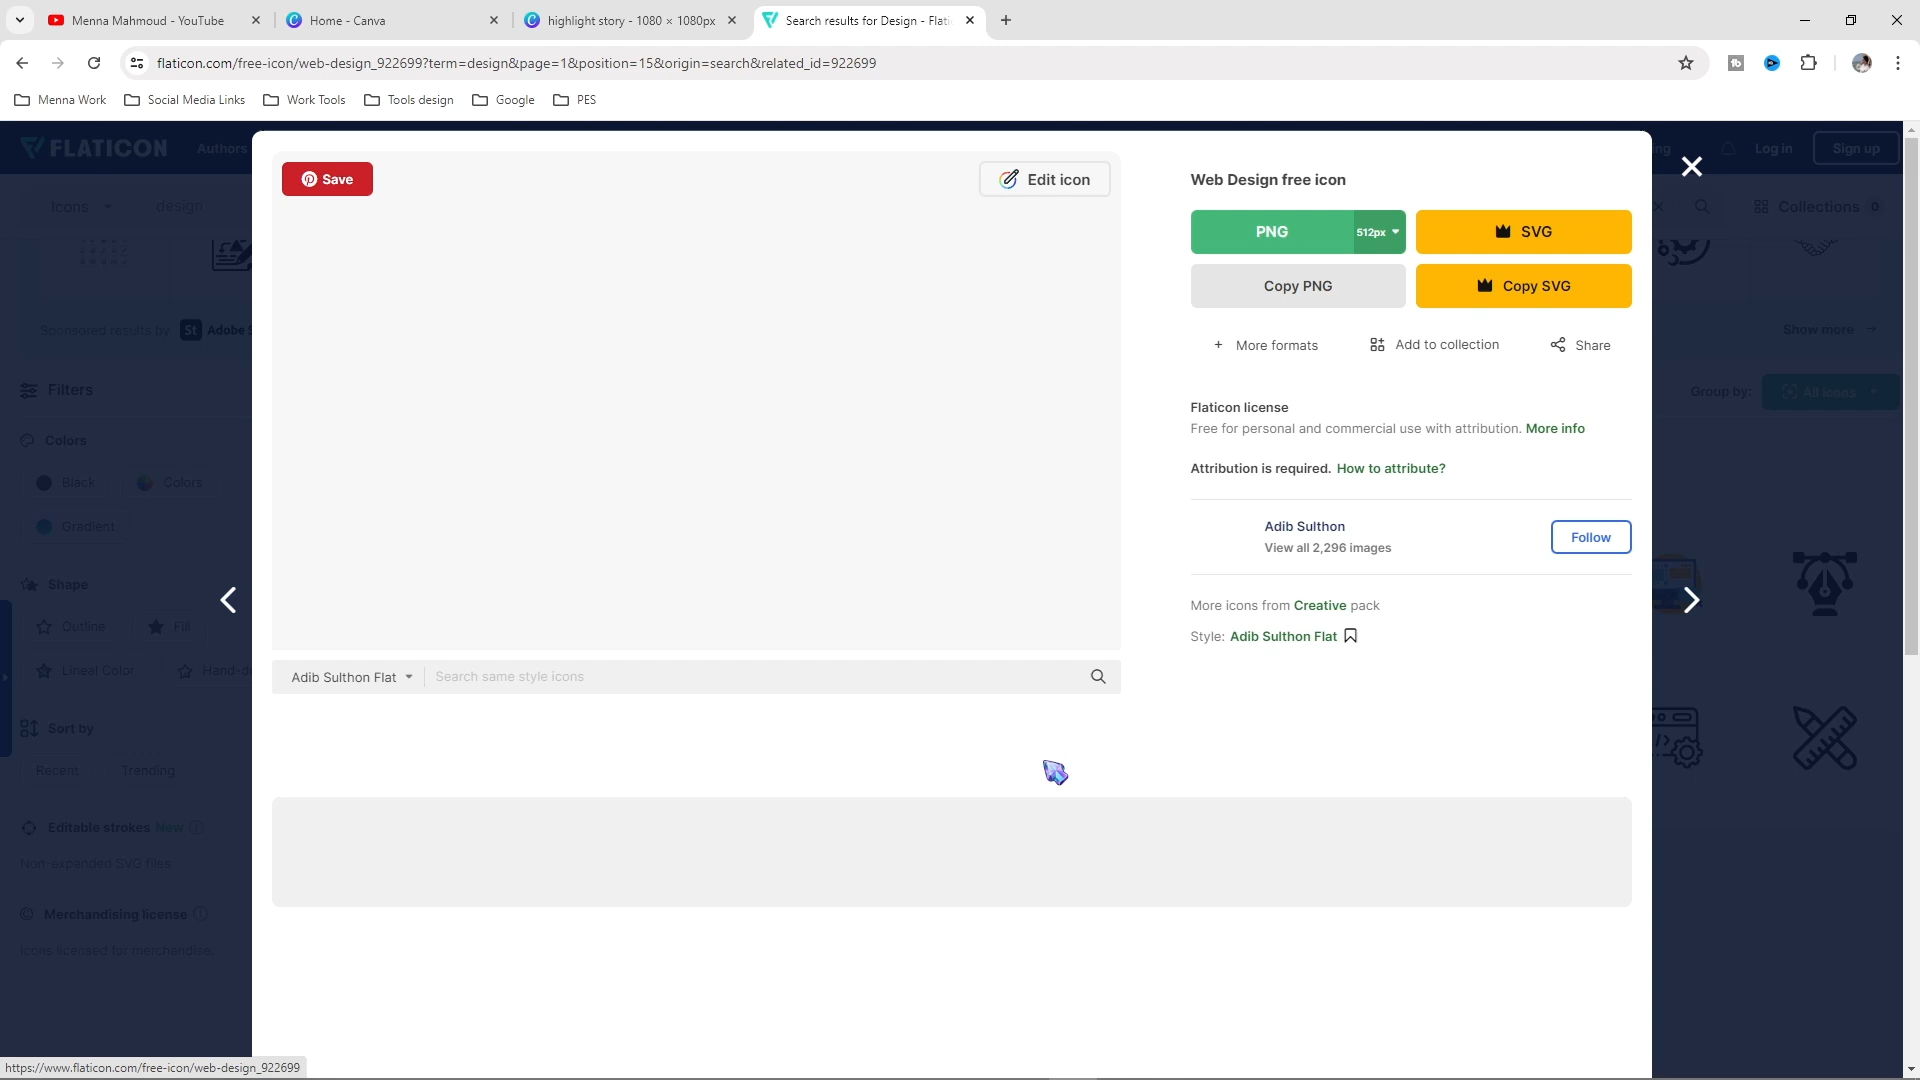 Menna Mahmoud - YouTube
Home - Canva
highlight story - 1080 × 1080px
Search results for Design - Flati
flaticon.com/free-icon/web-design_922699?term=design&page=1&position=15&origin=search&related_id=922699
Menna Work
Social Media Links
Work Tools
Tools design
Google
PES
FLATICON
Authors
Log in
Sign up
Save
Edit icon
Web Design free icon
Icons
design
Collections 0
PNG
512px
SVG
Copy PNG
Copy SVG
Sponsored results by
St
Adobe S
Show more
More formats
Add to collection
Share
Filters
Group by:
All icons
Flaticon license
Free for personal and commercial use with attribution. More info
Colors
Attribution is required. How to attribute?
Black
Colors
Gradient
Adib Sulthon
View all 2,296 images
Follow
Shape
More icons from Creative pack
Outline
Fill
Style: Adib Sulthon Flat
Lineal Color
Hand-d
Adib Sulthon Flat
Search same style icons
Sort by
Recent
Trending
Editable strokes New
Non-expanded SVG files
Merchandising license
Icons licensed for merchandise.
https://www.flaticon.com/free-icon/web-design_922699